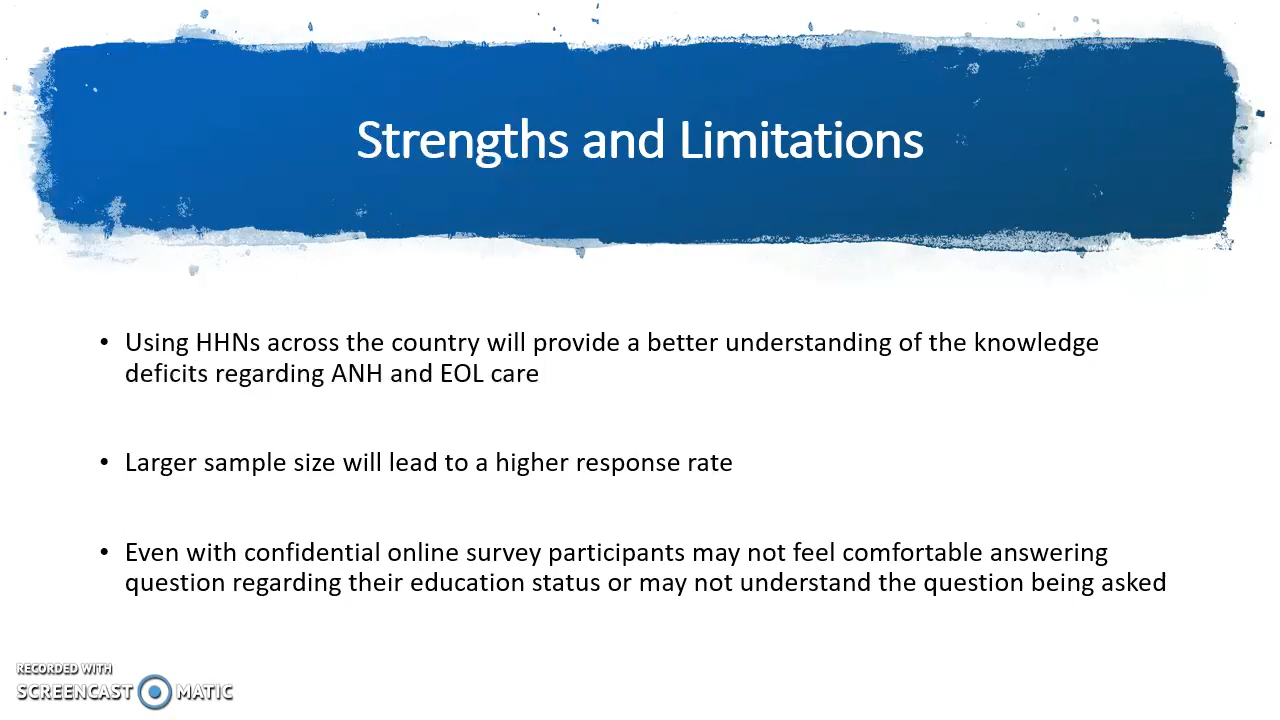 Strengths and Limitations
• Using HHNs across the country will provide a better understanding of the knowledge
deficits regarding ANH and EOL care
• Larger sample size will lead to a higher response rate
• Even with confidential online survey participants may not feel comfortable answering
question regarding their education status or may not understand the question being asked
RECORDED WITH
SCREENCAST MATIC